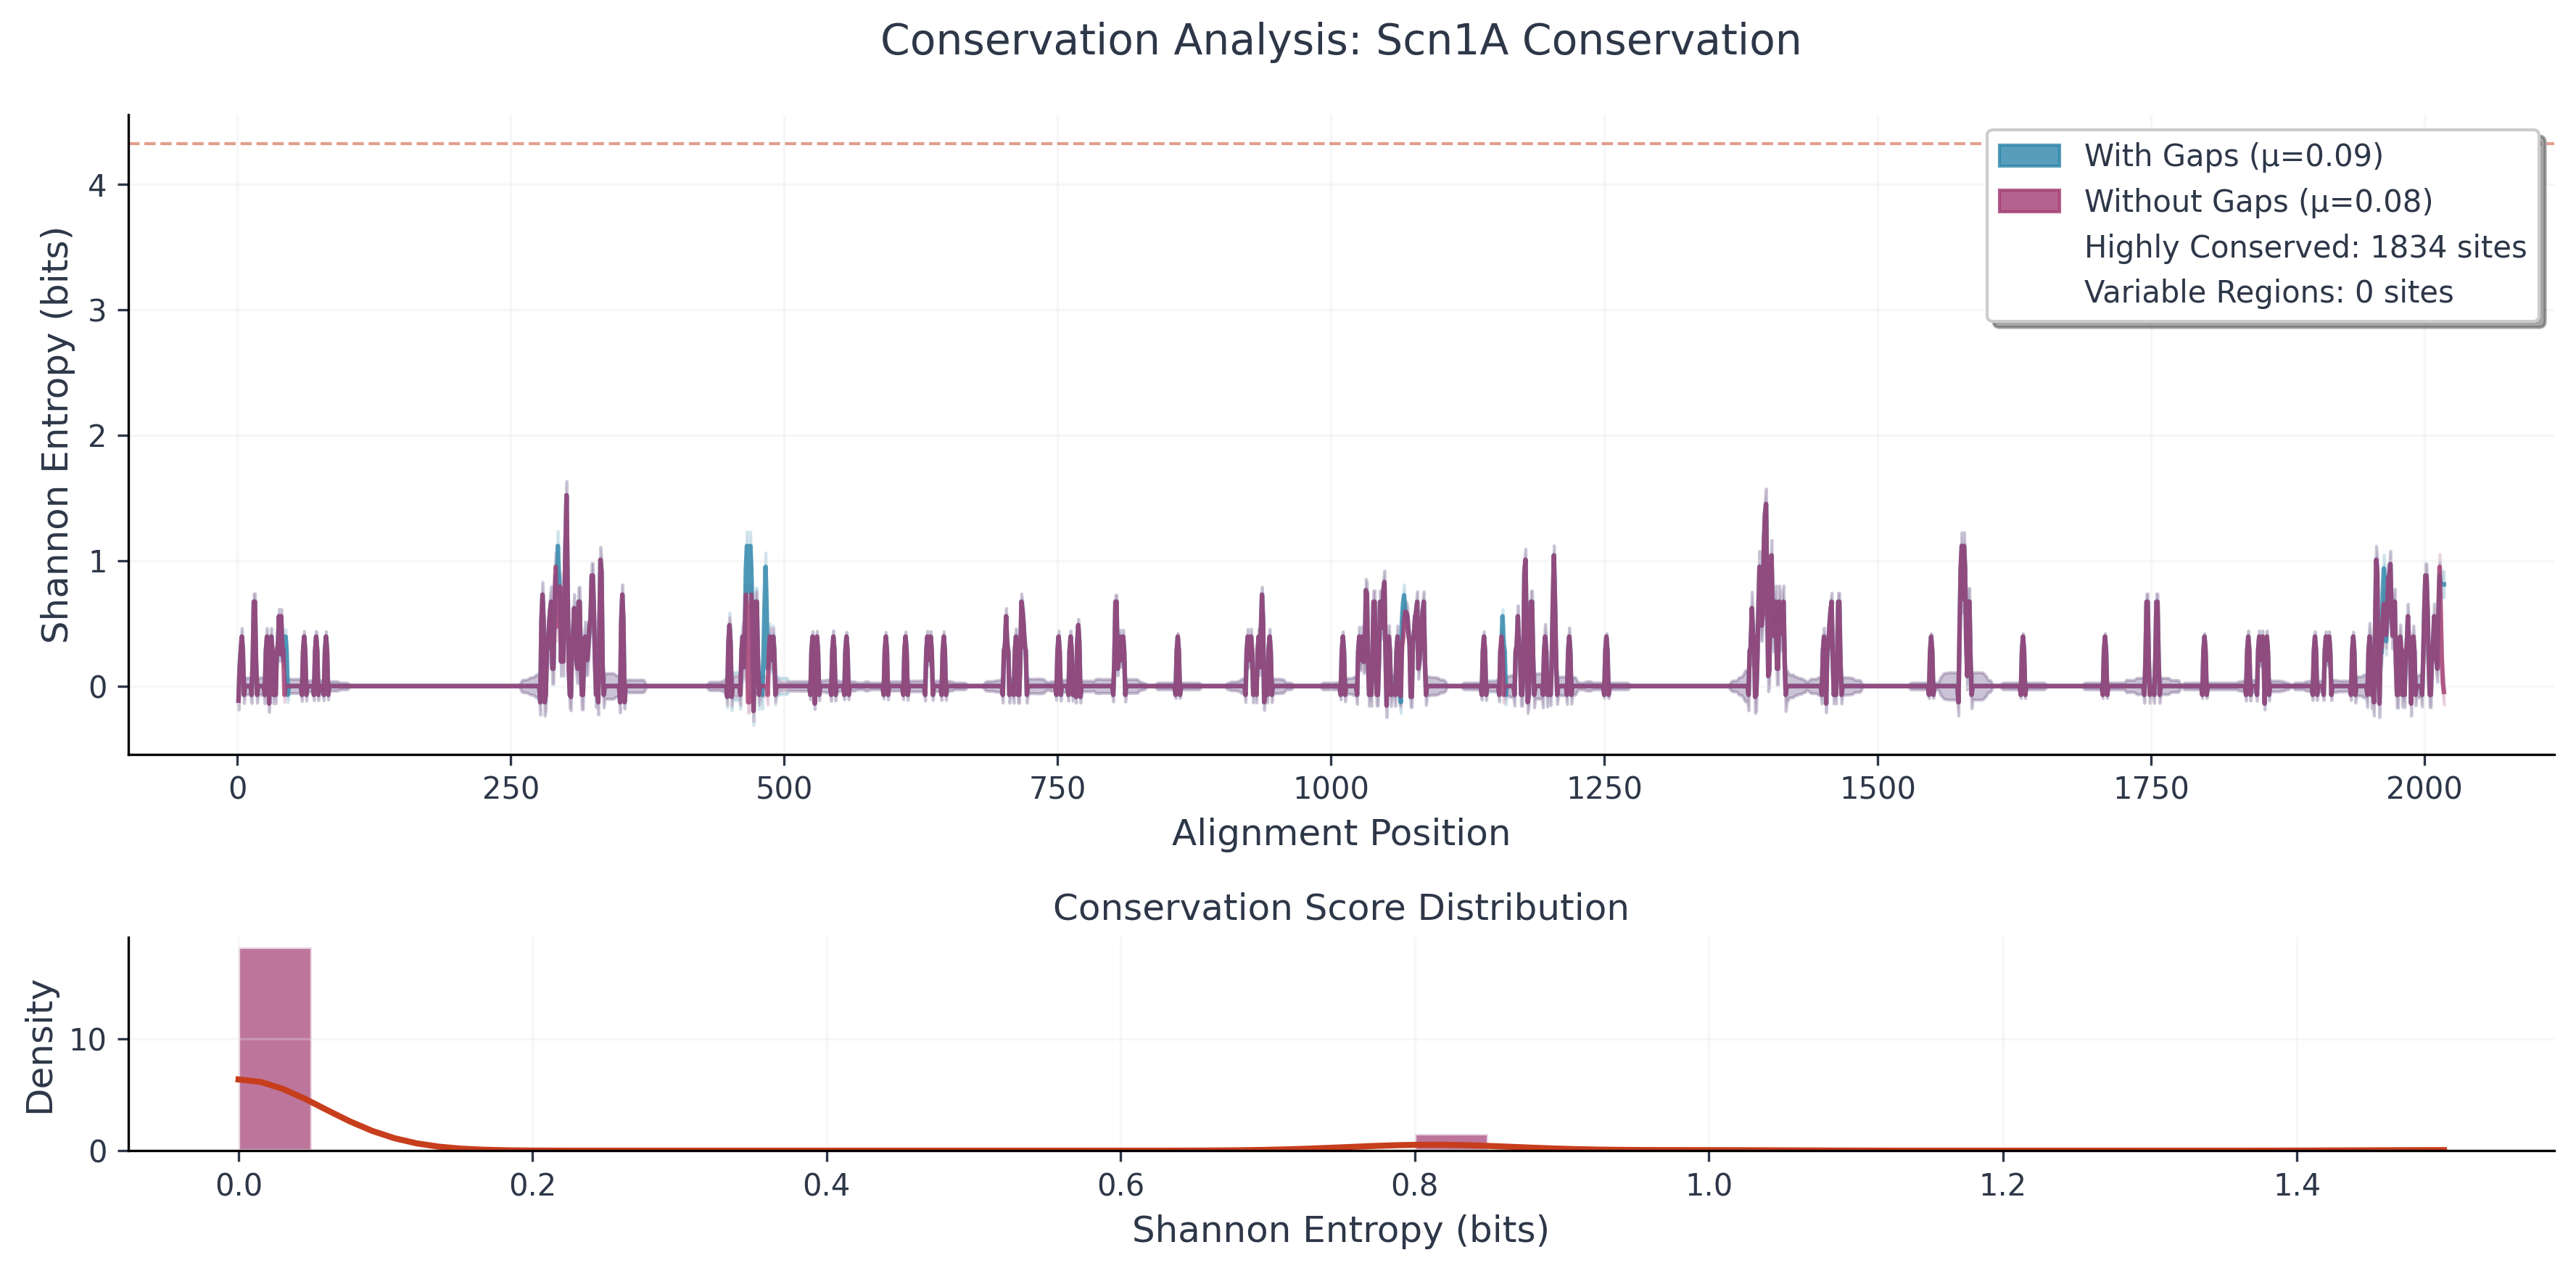 Conservation Analysis: Scn1A Conservation
Shannon Entropy (bits)
4
3
2
1
0
With Gaps (μ=0.09)
Without Gaps (μ=0.08)
Highly Conserved: 1834 sites
Variable Regions: 0 sites
0 250 500 750 1000 1250 1500 1750 2000
Alignment Position
Conservation Score Distribution
Density
10
0
0.0 0.2 0.4 0.6 0.8 1.0 1.2 1.4
Shannon Entropy (bits)